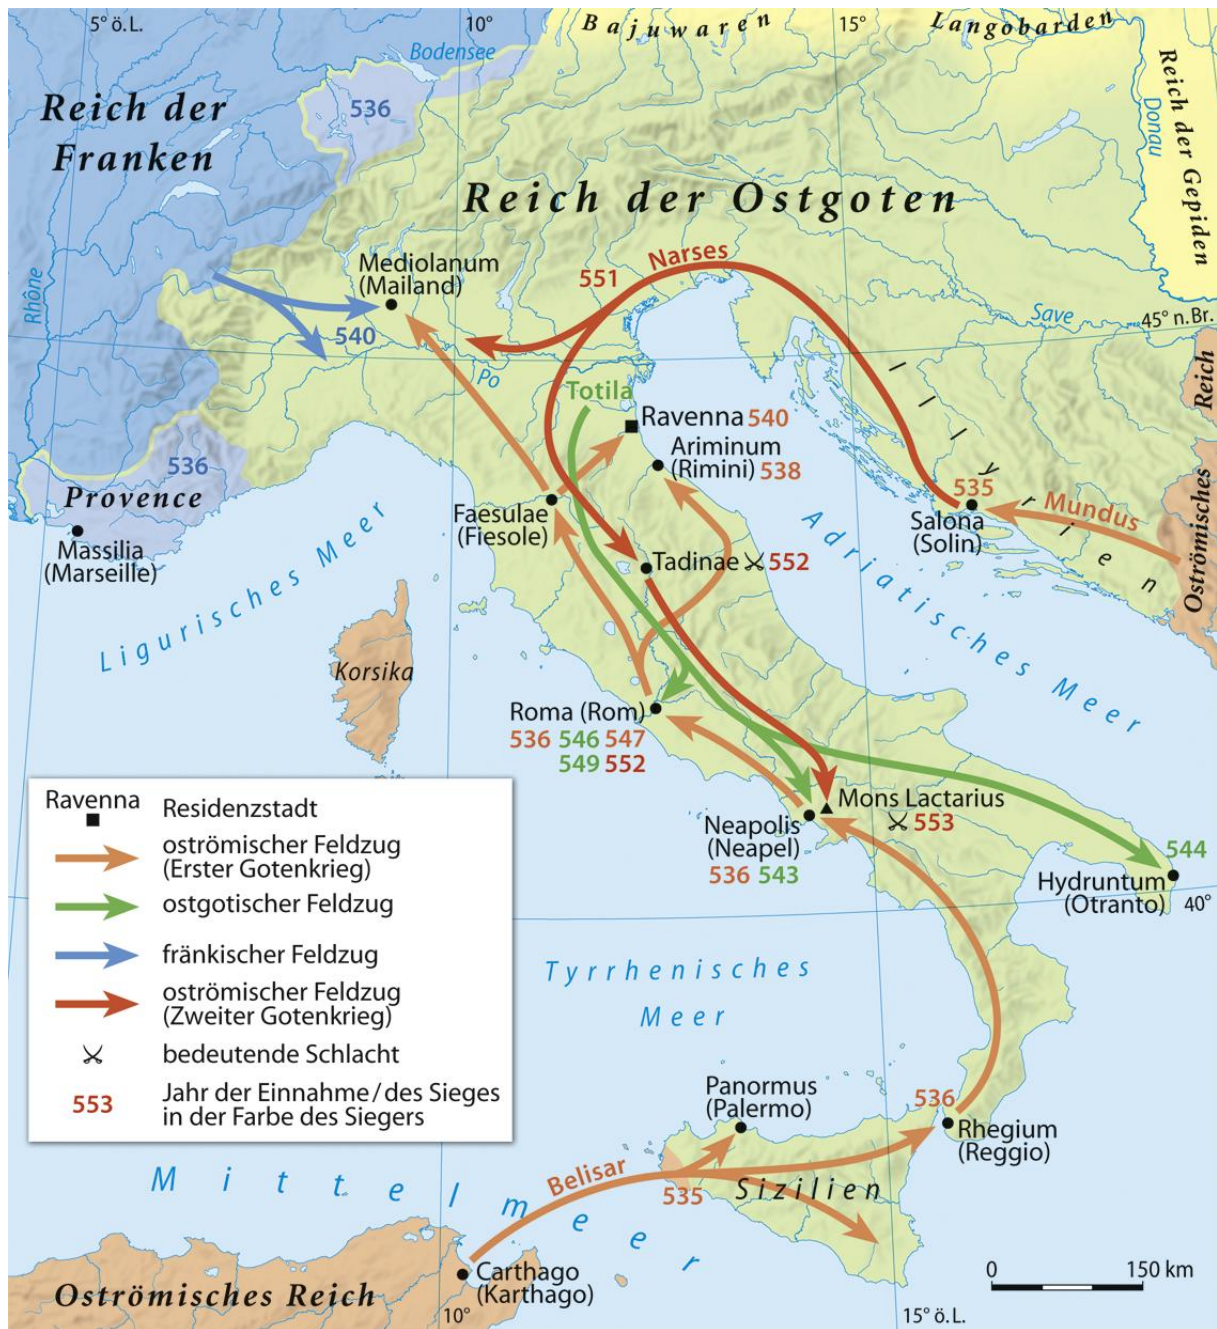 5° ö.L.
10°
Bajuwaren
15°
Langobarden
Bodensee
Reich der
Franken
536
Reich der Gepiden
Donau
Reich der Ostgoten
Rhône
Mediolanum
(Mailand)
Narses
551
540
Save
45° n.Br.
Po
Totila
Ravenna 540
Ariminum
(Rimini) 538
Illyrien
Oströmisches Reich
536
Provence
Massilia
(Marseille)
Faesulae
(Fiesole)
535
Salona
(Solin)
Mundus
Tadinae 552
Ligurisches Meer
Adriatisches Meer
Korsika
Roma (Rom)
536 546 547
549 552
Mons Lactarius
553
Neapolis
(Neapel)
536 543
544
Hydruntum
(Otranto)
40°
Ravenna
Residenzstadt
oströmischer Feldzug
(Erster Gotenkrieg)
ostgotischer Feldzug
fränkischer Feldzug
oströmischer Feldzug
(Zweiter Gotenkrieg)
bedeutende Schlacht
553
Jahr der Einnahme/des Sieges
in der Farbe des Siegers
Tyrrhenisches
Meer
Panormus
(Palermo)
536
Rhegium
(Reggio)
Mittelmeer
Belisar
535
Sizilien
Carthago
(Karthago)
Oströmisches Reich
10°
15° ö.L.
0
150 km